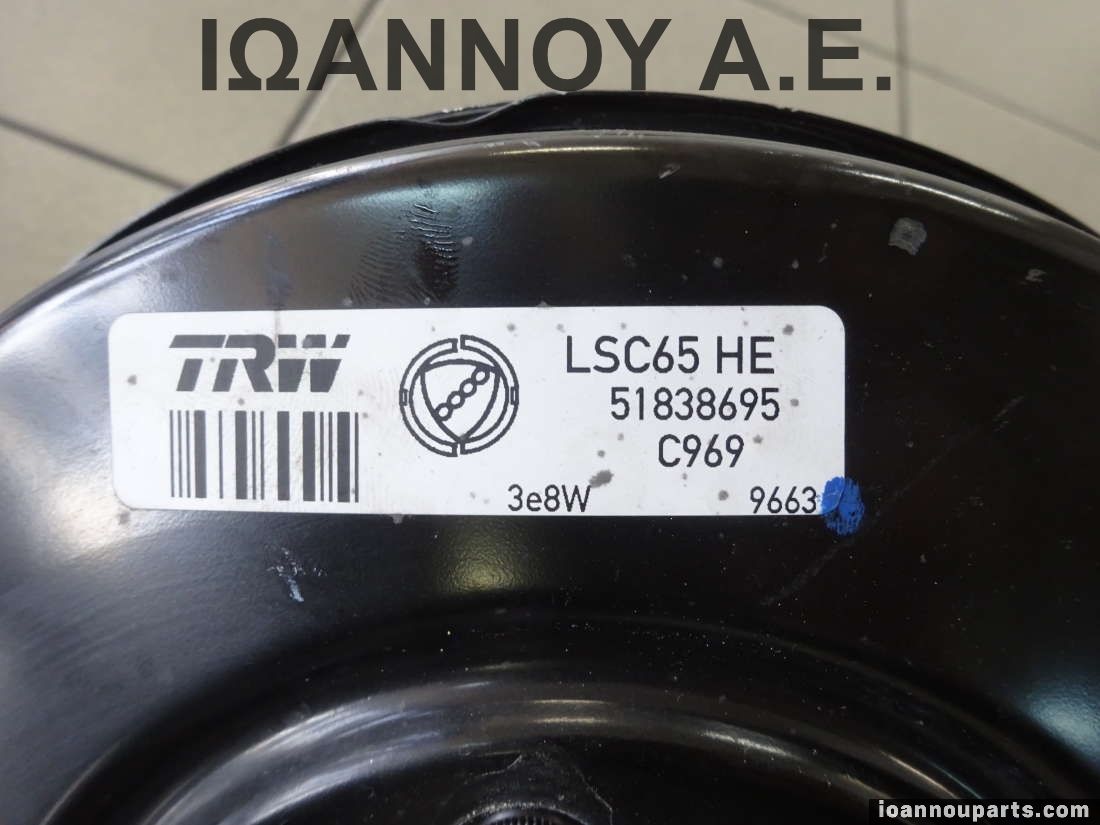 ΙΩΑΝΝΟΥ Α.Ε.
TRW
LSC65 HE
51838695
C969
3e8W 9663
ioannouparts.com